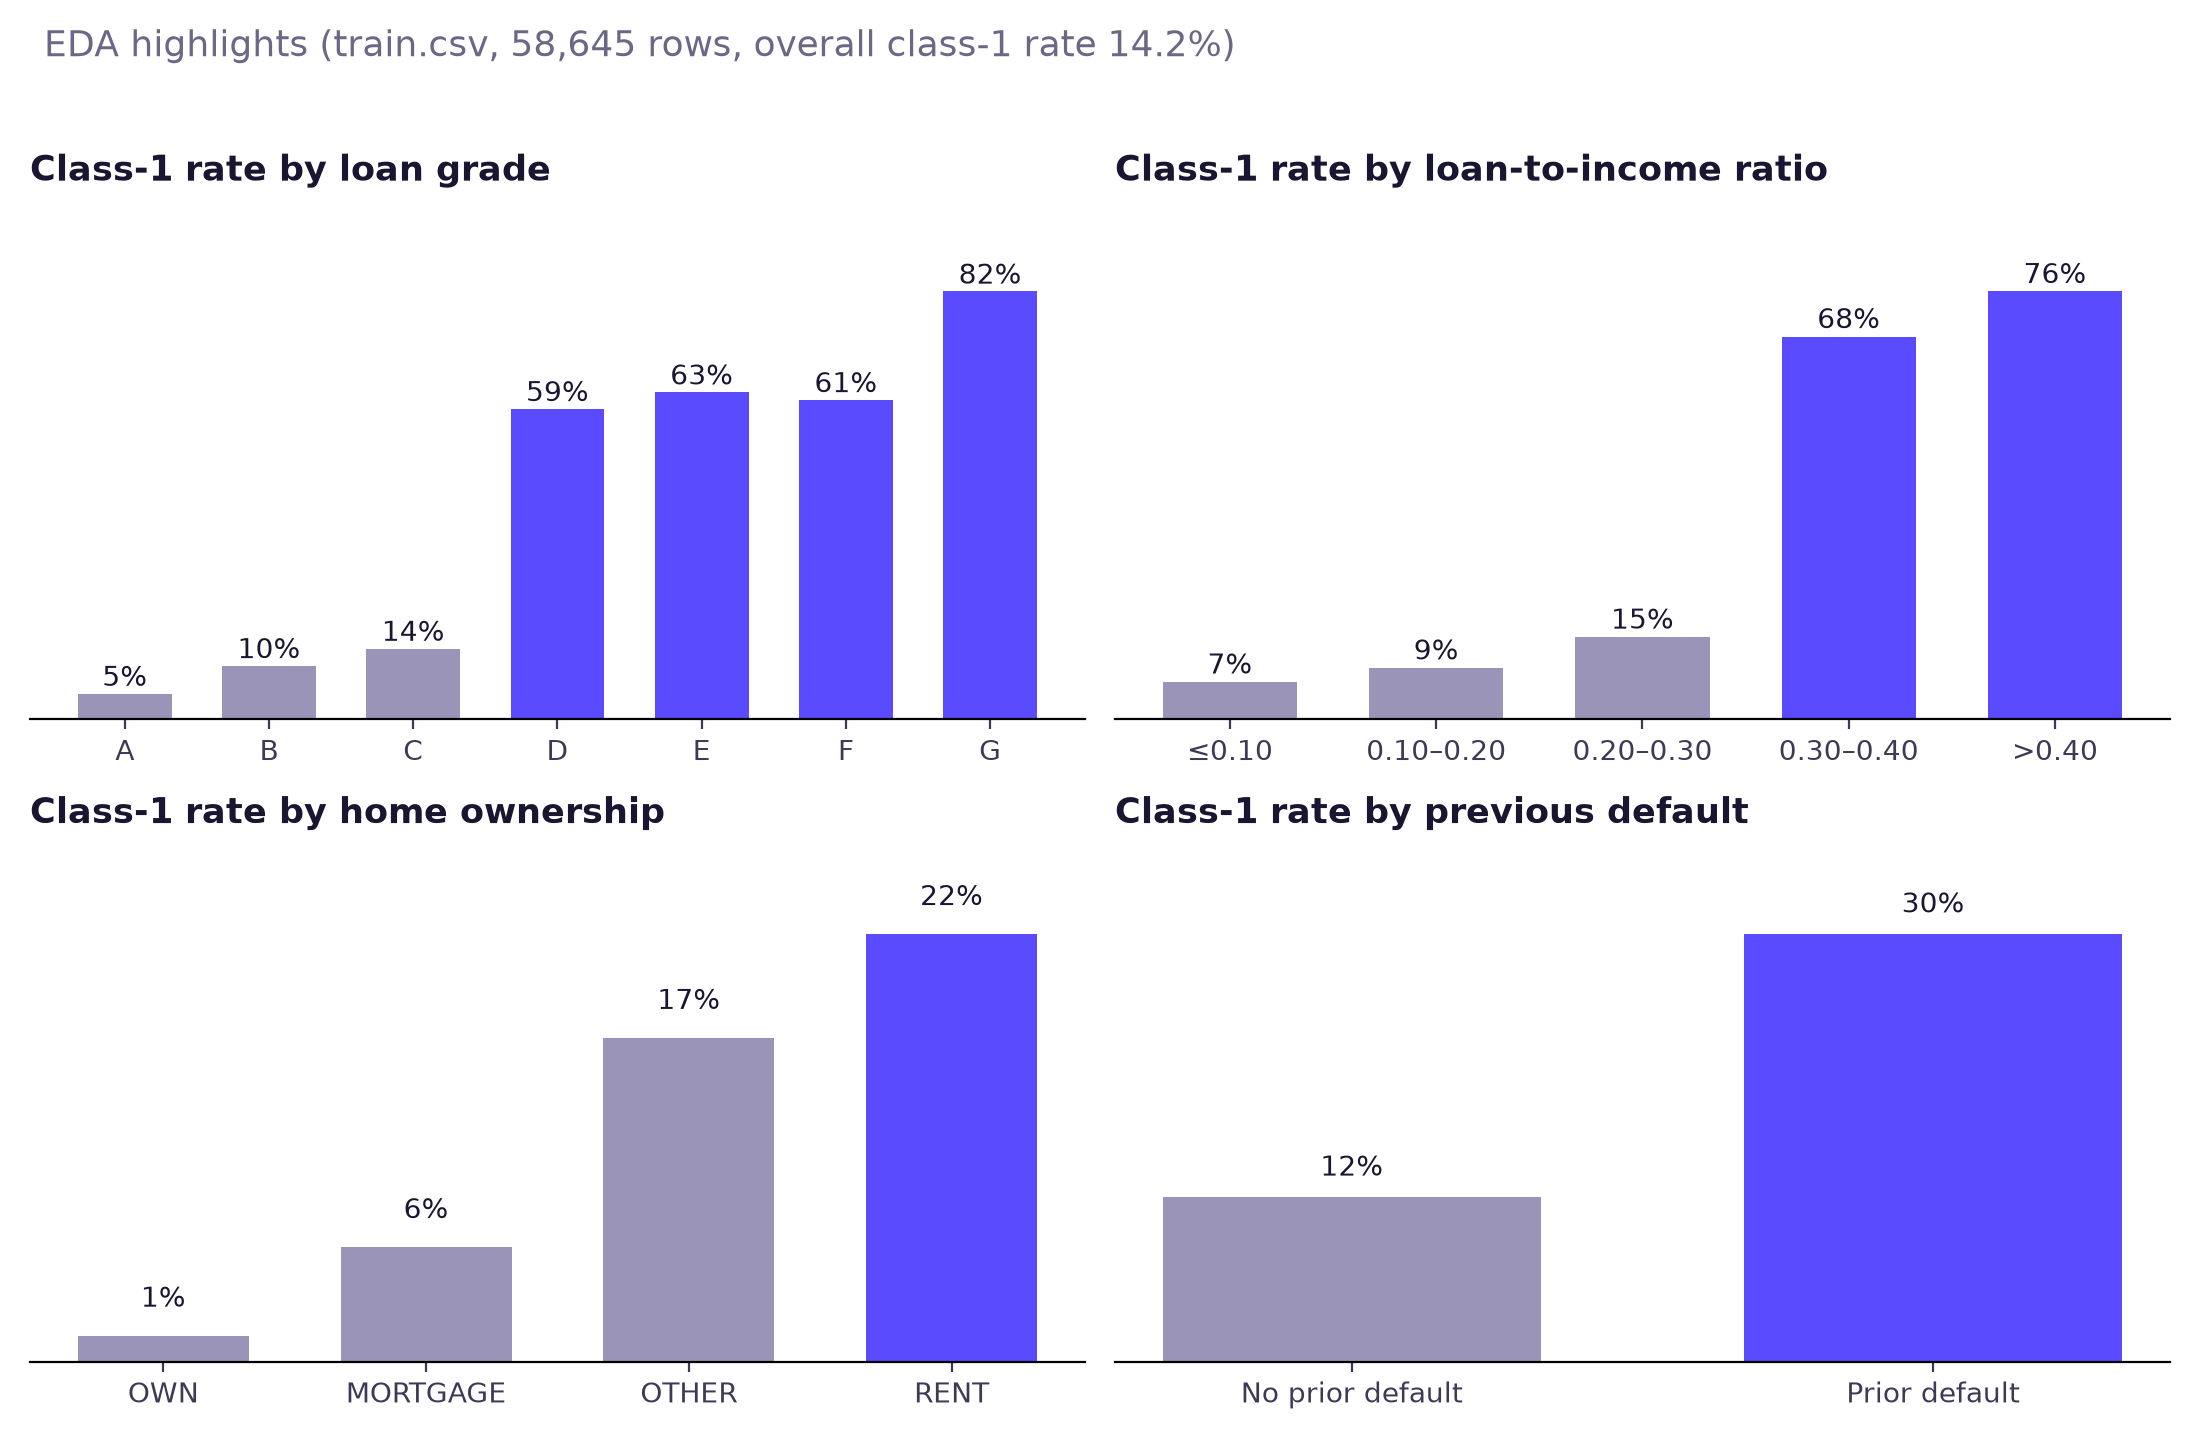 EDA highlights (train.csv, 58,645 rows, overall class-1 rate 14.2%)
Class-1 rate by loan grade
5%
10%
14%
59%
63%
61%
82%
A
B
C
D
E
F
G
Class-1 rate by loan-to-income ratio
7%
9%
15%
68%
76%
≤0.10
0.10–0.20
0.20–0.30
0.30–0.40
>0.40
Class-1 rate by home ownership
1%
6%
17%
22%
OWN
MORTGAGE
OTHER
RENT
Class-1 rate by previous default
12%
30%
No prior default
Prior default